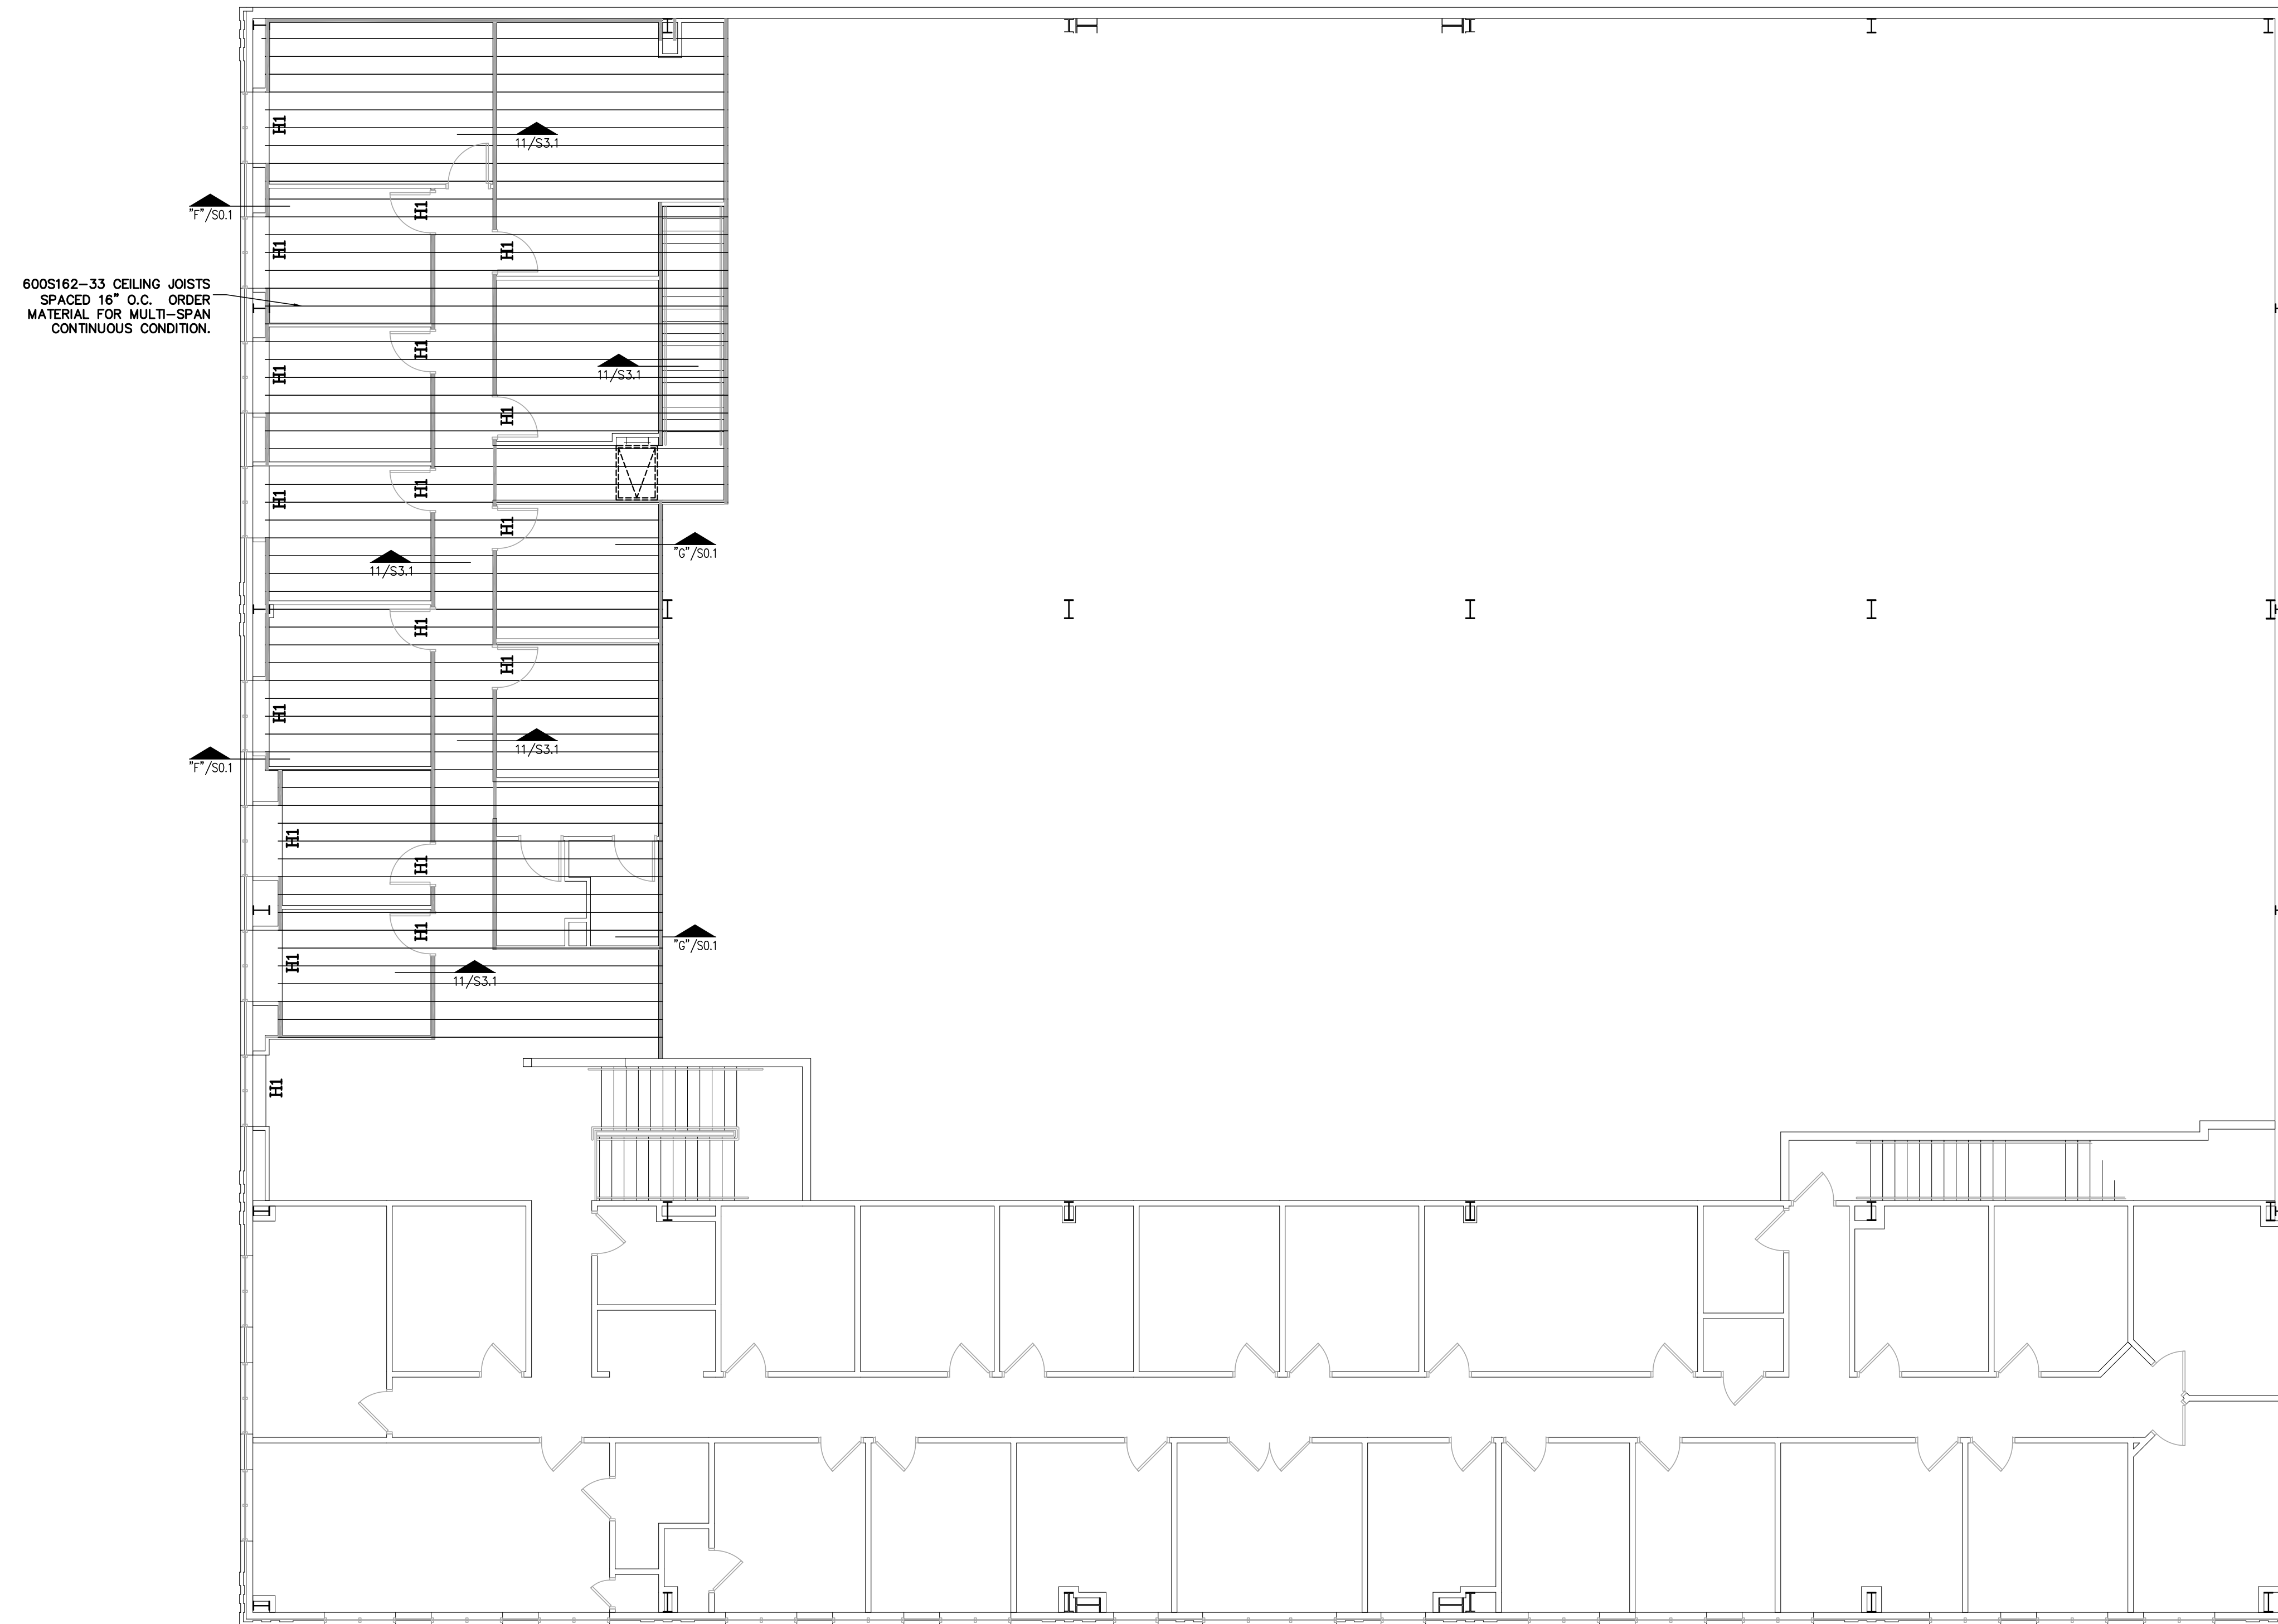 H1
11/S3.1
"F"/S0.1
H1
H1
H1
600S162-33 CEILING JOISTS
SPACED 16" O.C. ORDER
MATERIAL FOR MULTI-SPAN
CONTINUOUS CONDITION.
H1
H1
11/S3.1
H1
H1
H1
H1
"G"/S0.1
11/S3.1
H1
H1
H1
H1
11/S3.1
"F"/S0.1
H1
H1
H1
"G"/S0.1
H1
11/S3.1
H1